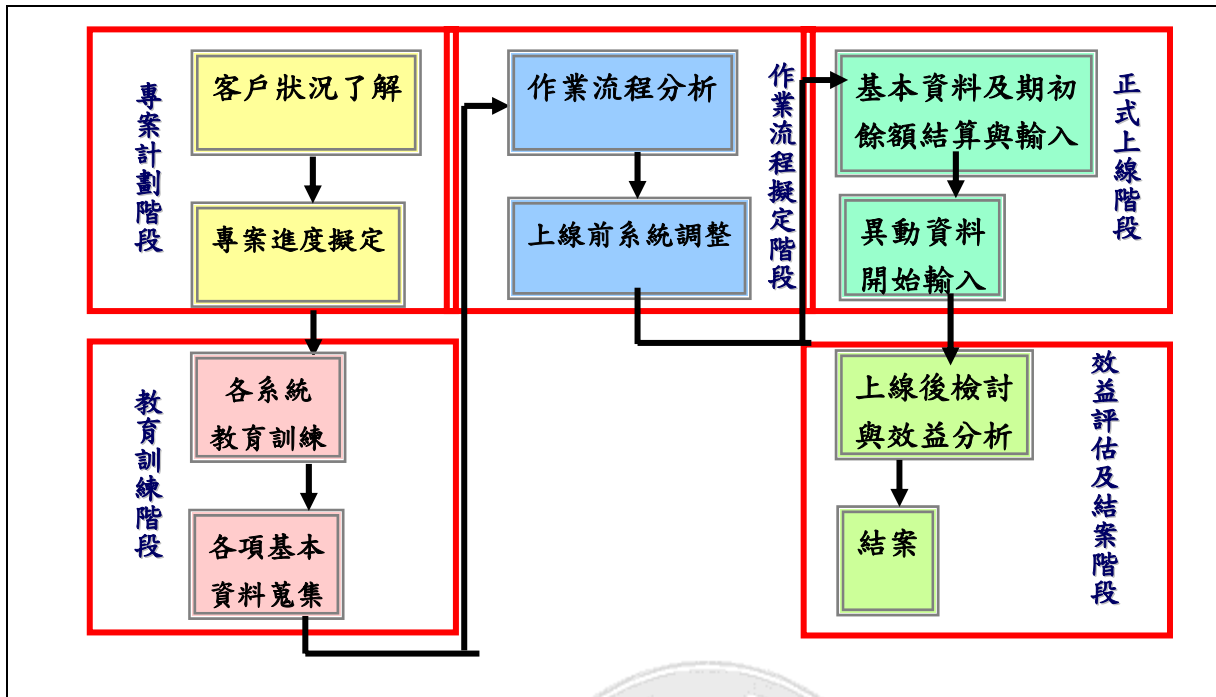 專案計劃階段
客戶狀況了解
專案進度擬定
教育訓練階段
各系統
教育訓練
各項基本
資料蒐集
作業流程擬定階段
作業流程分析
上線前系統調整
正式上線階段
基本資料及期初
餘額結算與輸入
異動資料
開始輸入
效益評估及結案階段
上線後檢討
與效益分析
結案